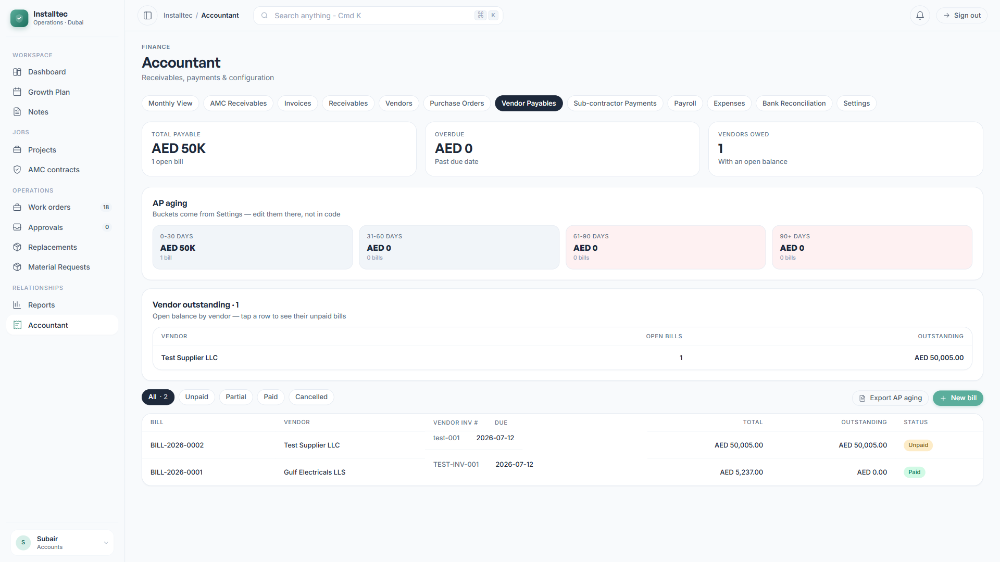 Installtec
Operations · Dubai
Installtec / Accountant
Search anything - Cmd K
⌘ K
Sign out
WORKSPACE
Dashboard
Growth Plan
Notes
JOBS
Projects
AMC contracts
OPERATIONS
Work orders 18
Approvals 0
Replacements
Material Requests
RELATIONSHIPS
Reports
Accountant
S
Subair
Accounts
FINANCE
Accountant
Receivables, payments & configuration
Monthly View AMC Receivables Invoices Receivables Vendors Purchase Orders Vendor Payables Sub-contractor Payments Payroll Expenses Bank Reconciliation Settings
TOTAL PAYABLE
AED 50K
1 open bill
OVERDUE
AED 0
Past due date
VENDORS OWED
1
With an open balance
AP aging
Buckets come from Settings — edit them there, not in code
0-30 DAYS
AED 50K
1 bill
31-60 DAYS
AED 0
0 bills
61-90 DAYS
AED 0
0 bills
90+ DAYS
AED 0
0 bills
Vendor outstanding · 1
Open balance by vendor — tap a row to see their unpaid bills
VENDOR OPEN BILLS OUTSTANDING
Test Supplier LLC 1 AED 50,005.00
All · 2 Unpaid Partial Paid Cancelled
Export AP aging
+ New bill
BILL VENDOR VENDOR INV # DUE TOTAL OUTSTANDING STATUS
BILL-2026-0002 Test Supplier LLC test-001 2026-07-12 AED 50,005.00 AED 50,005.00 Unpaid
BILL-2026-0001 Gulf Electricals LLS TEST-INV-001 2026-07-12 AED 5,237.00 AED 0.00 Paid